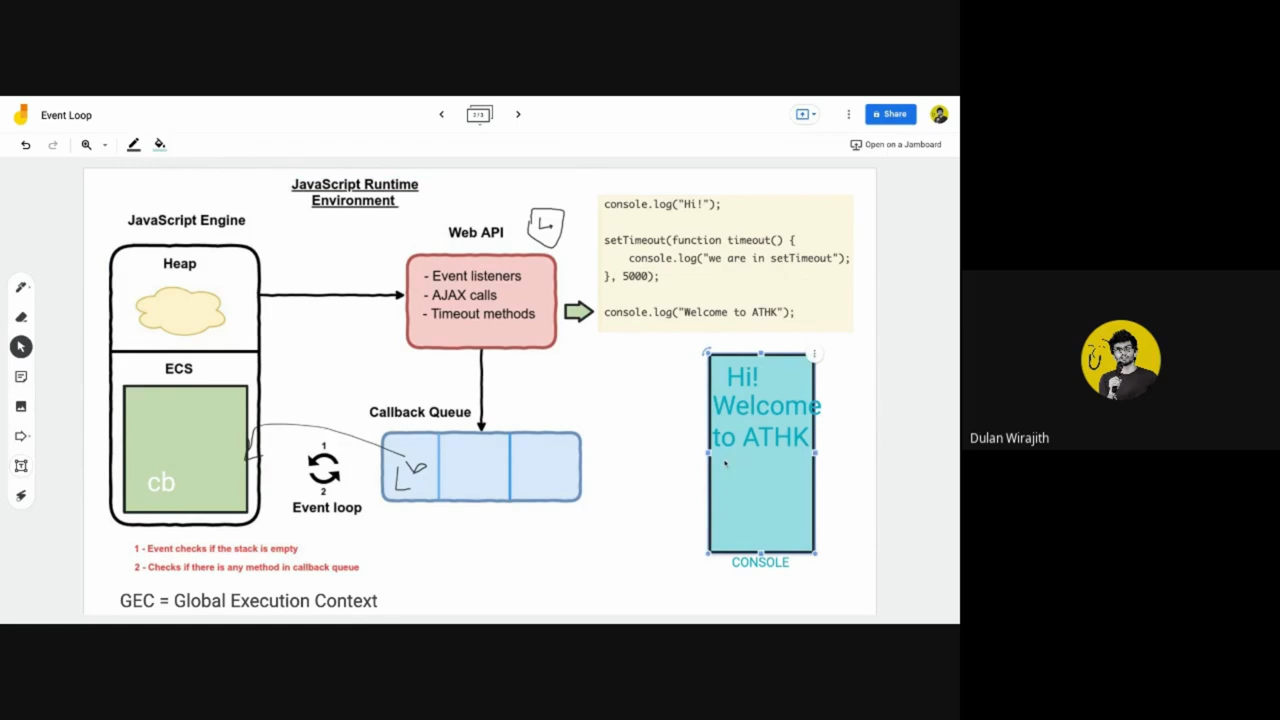 Event Loop
2/3
Share
Open on a Jamboard
JavaScript Runtime
Environment
JavaScript Engine
Heap
ECS
cb
Web API
- Event listeners
- AJAX calls
- Timeout methods
Callback Queue
1
2
Event loop
console.log("Hi!");
setTimeout(function timeout() {
console.log("we are in setTimeout");
}, 5000);
console.log("Welcome to ATHK");
Hi!
Welcome
to ATHK
CONSOLE
1 - Event checks if the stack is empty
2 - Checks if there is any method in callback queue
GEC = Global Execution Context
Dulan Wirajith